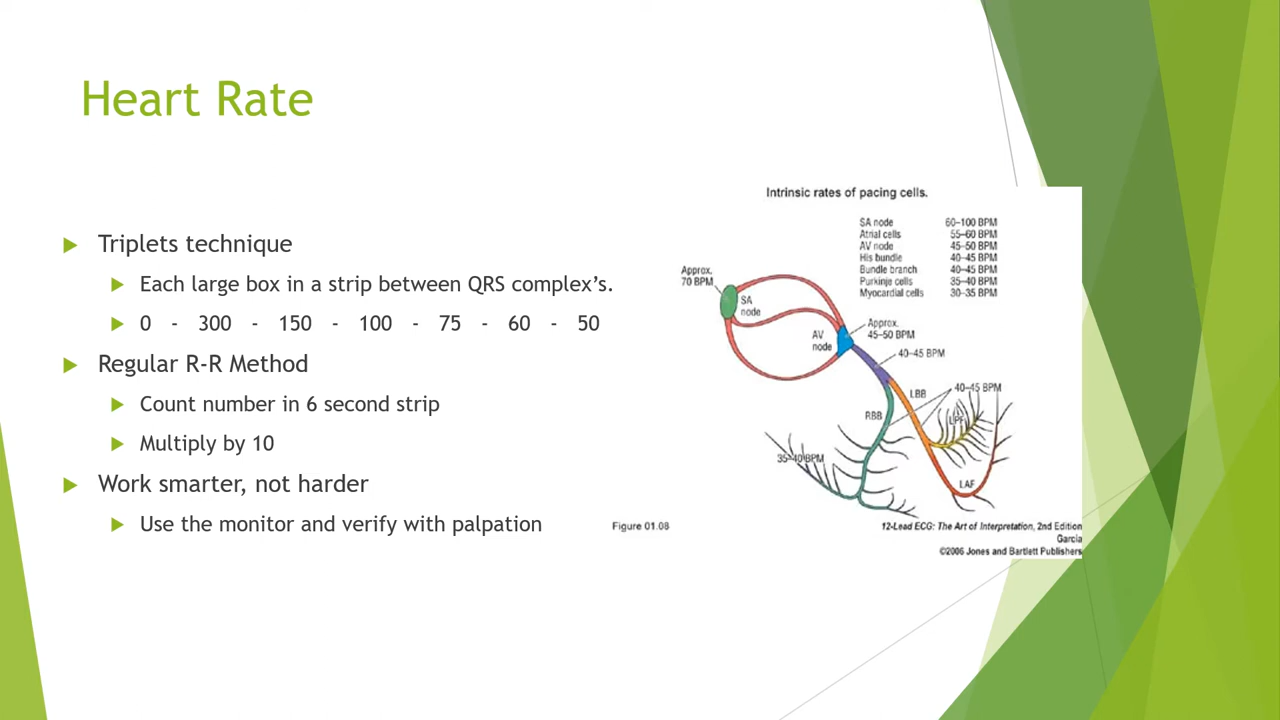 Heart Rate
Triplets technique
Each large box in a strip between QRS complex's.
0 - 300 - 150 - 100 - 75 - 60 - 50
Regular R-R Method
Count number in 6 second strip
Multiply by 10
Work smarter, not harder
Use the monitor and verify with palpation
Intrinsic rates of pacing cells.
SA node 60–100 BPM
Atrial cells 55–60 BPM
AV node 45–50 BPM
His bundle 40–45 BPM
Bundle branch 40–45 BPM
Purkinje cells 35–40 BPM
Myocardial cells 30–35 BPM
Approx.
70 BPM
SA
node
Approx.
45–50 BPM
AV
node
40–45 BPM
40–45 BPM
LBB
RBB
LPF
35–40 BPM
LAF
Figure 01.08
12-Lead ECG: The Art of Interpretation, 2nd Edition
Garcia
©2006 Jones and Bartlett Publishers